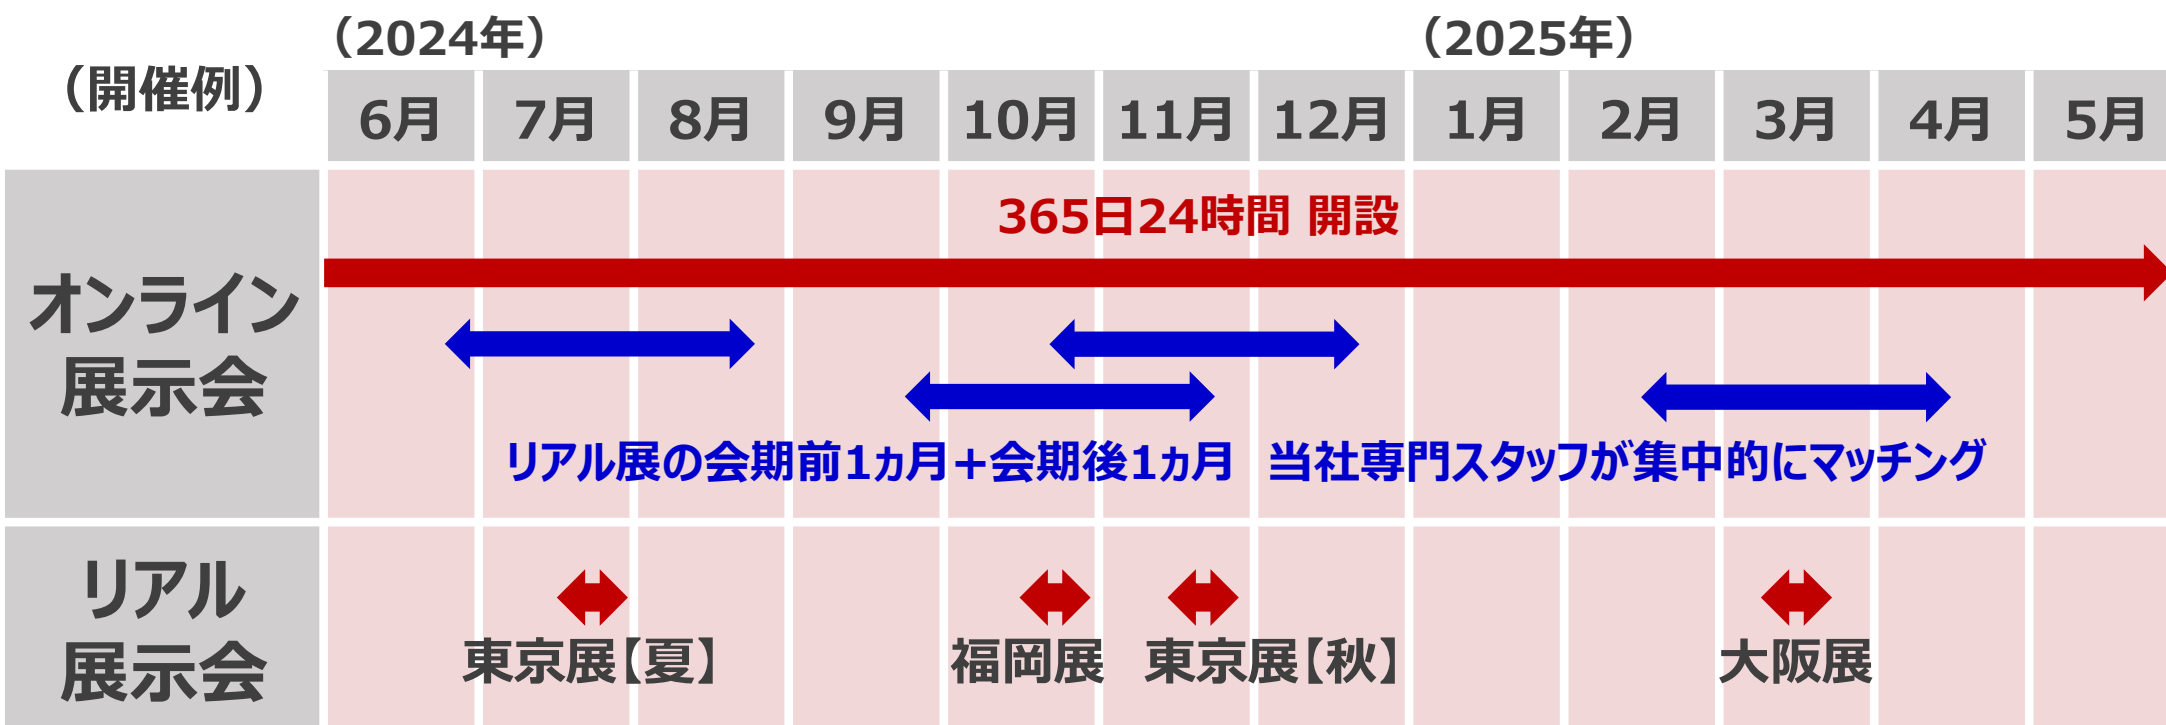 （2024年）
（2025年）
（開催例）
6月 7月 8月 9月 10月 11月 12月 1月 2月 3月 4月 5月
365日24時間 開設
オンライン
展示会
リアル展の会期前1ヵ月+会期後1ヵ月 当社専門スタッフが集中的にマッチング
リアル
展示会
東京展【夏】 福岡展 東京展【秋】 大阪展